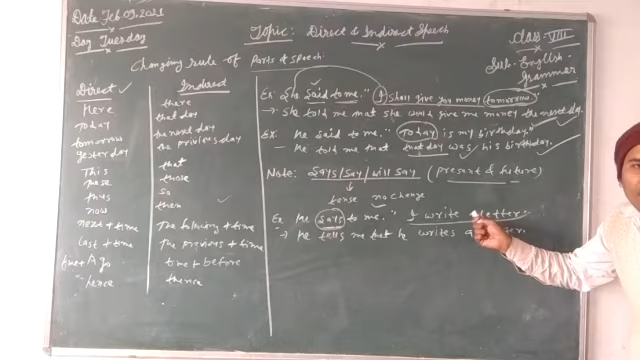 Date Feb 09, 2021
Day Tuesday
Topic: Direct & Indirect Speech
Class VIII
Sub- English Grammar
Changing rule of Parts of speech:
Direct Indirect
Here there
Today that day
tomorrow the next day
yesterday the privies day
This that
these those
thus so
now then
next + time The following + time
last + time The previous + time
time + Ago time + before
hence thence
Ex: She said to me. "I shall give you money tomorrow."
→ She told me that she would give me money the next day.
Ex: He said to me. "Today is my birthday."
→ He told me that that day was his birthday.
Note: Says/Say/will say (Present & future)
tense no change
Ex He says to me. "I write a letter.
→ He tells me that he writes a letter.